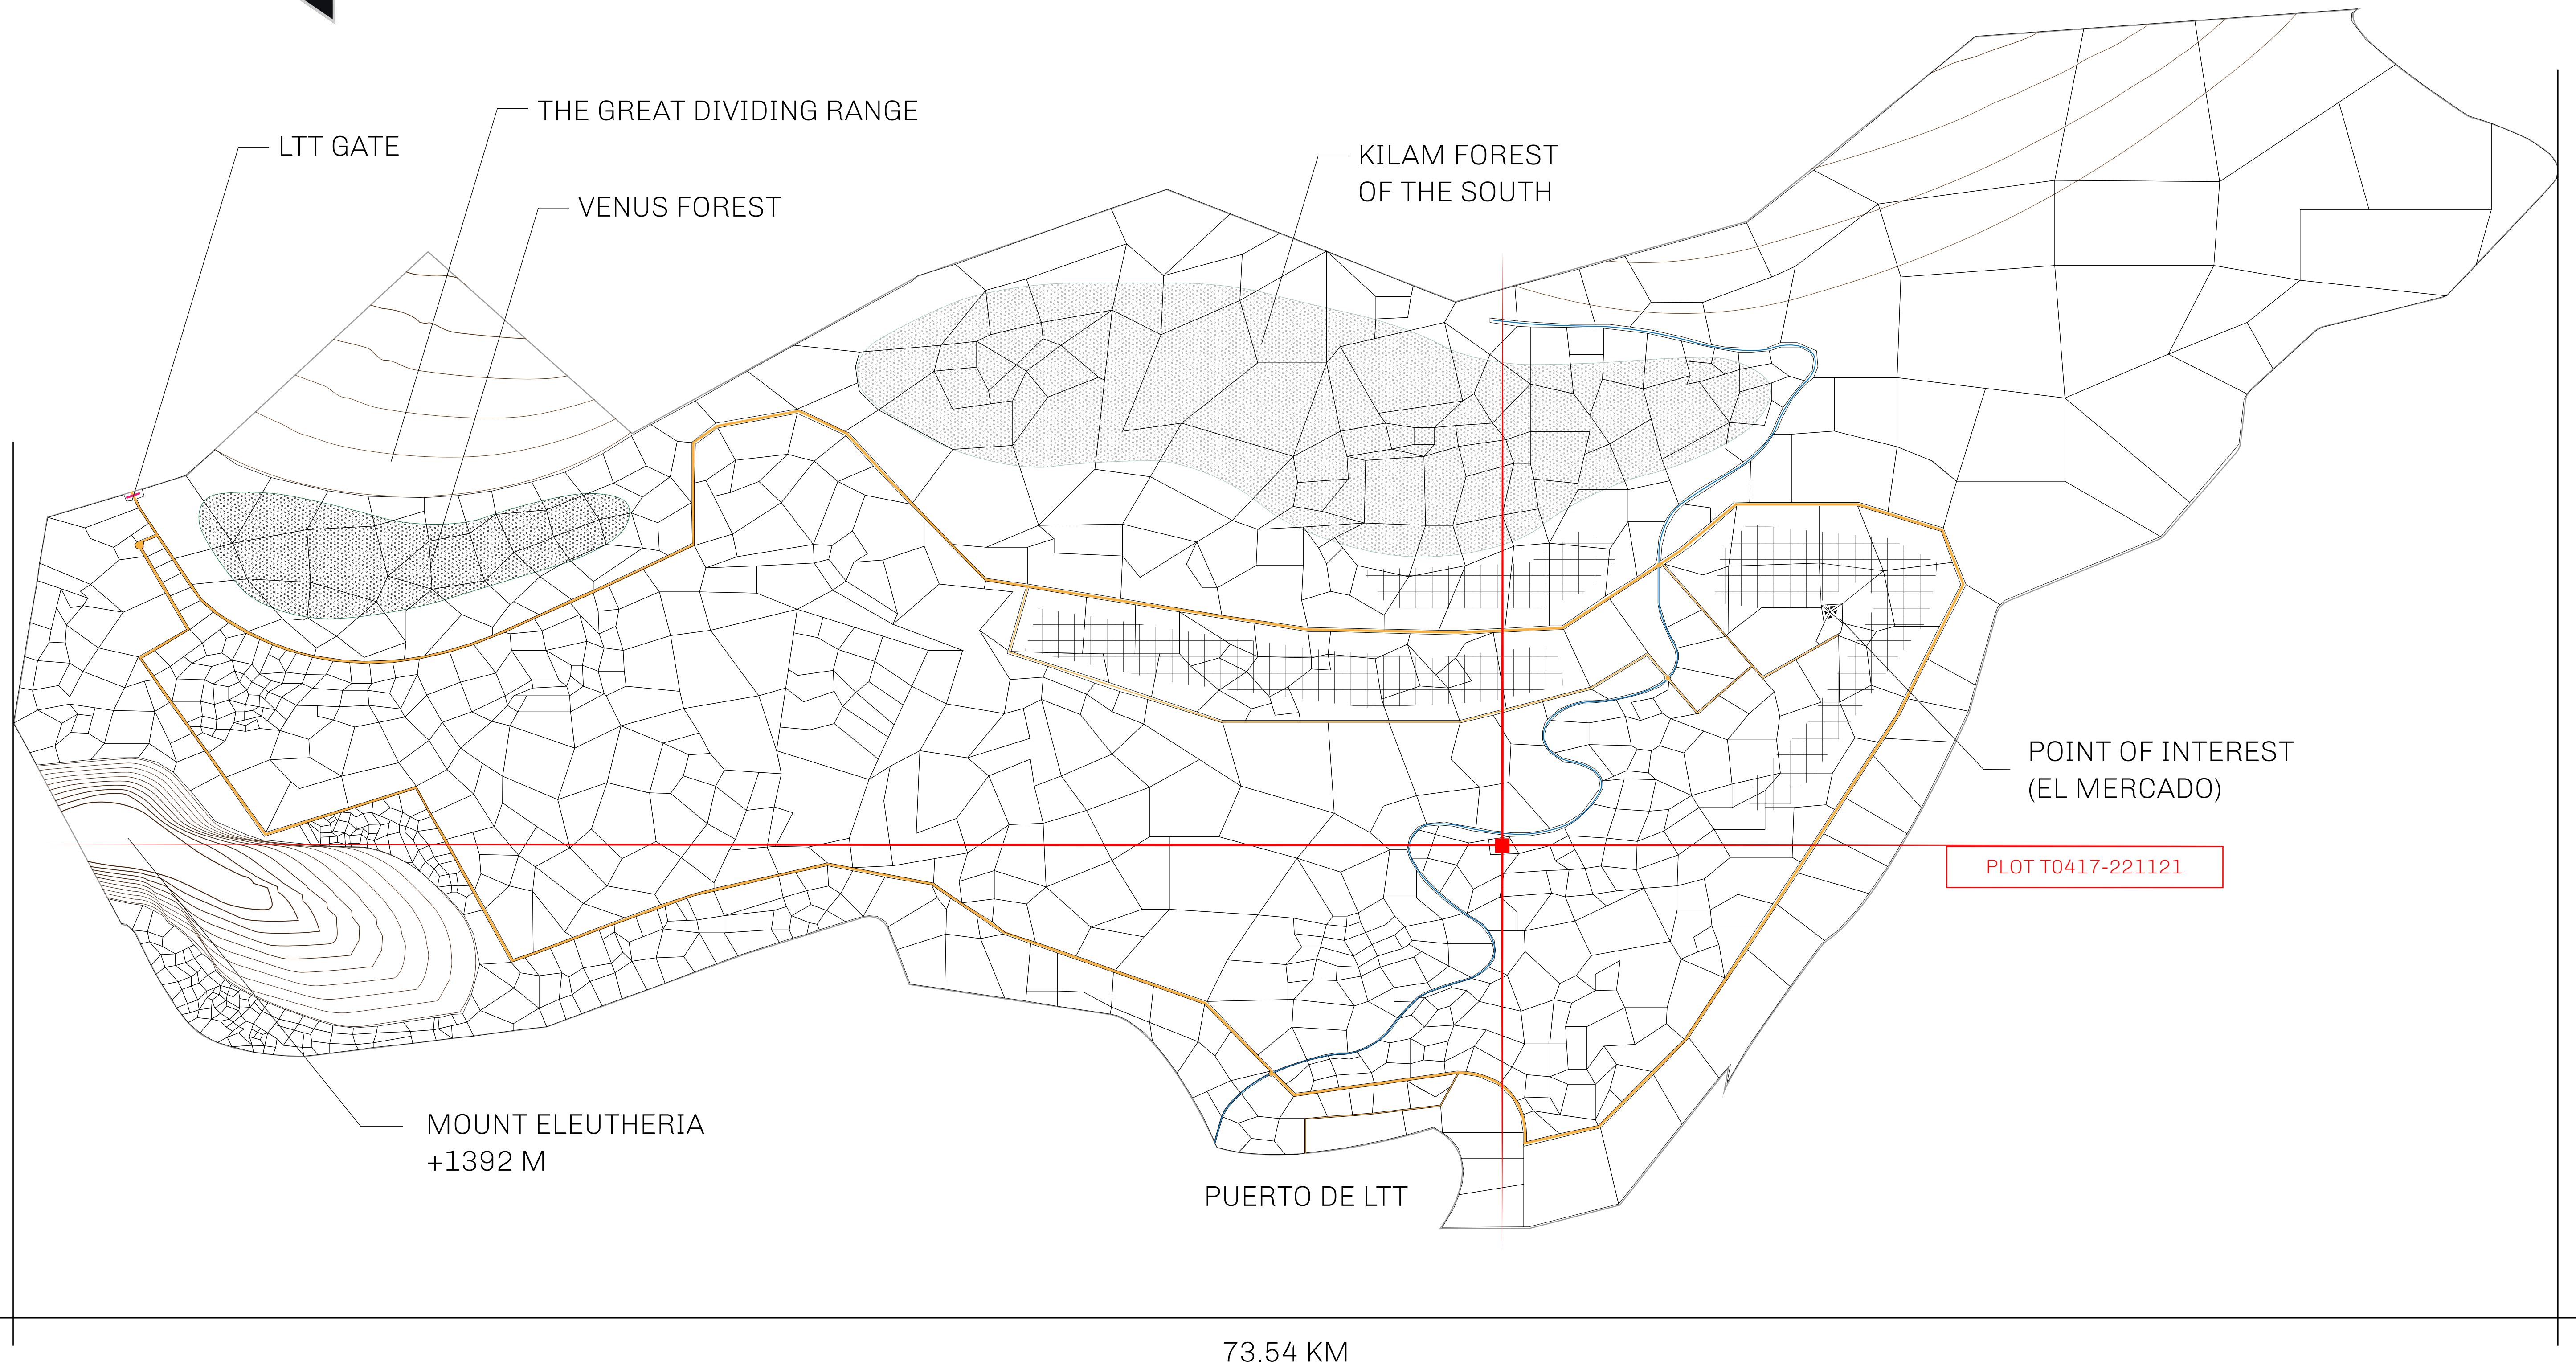 THE GREAT DIVIDING RANGE
LTT GATE
VENUS FOREST
KILAM FOREST
OF THE SOUTH
POINT OF INTEREST
(EL MERCADO)
PLOT T0417-221121
MOUNT ELEUTHERIA
+1392 M
PUERTO DE LTT
73.54 KM